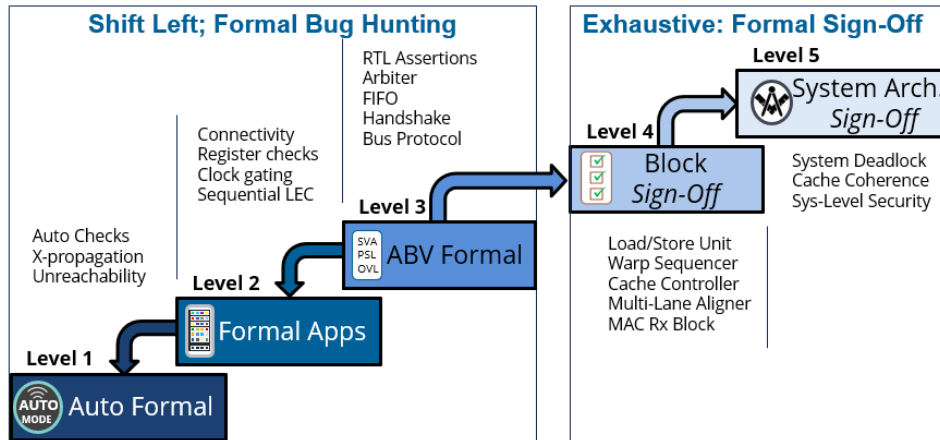 Shift Left; Formal Bug Hunting
Exhaustive: Formal Sign-Off
RTL Assertions
Arbiter
FIFO
Handshake
Bus Protocol
Connectivity
Register checks
Clock gating
Sequential LEC
Auto Checks
X-propagation
Unreachability
Level 1
AUTO
MODE
Auto Formal
Level 2
Formal Apps
Level 3
SVA
PSL
OVL
ABV Formal
Level 4
Block
Sign-Off
Load/Store Unit
Warp Sequencer
Cache Controller
Multi-Lane Aligner
MAC Rx Block
Level 5
System Arch.
Sign-Off
System Deadlock
Cache Coherence
Sys-Level Security